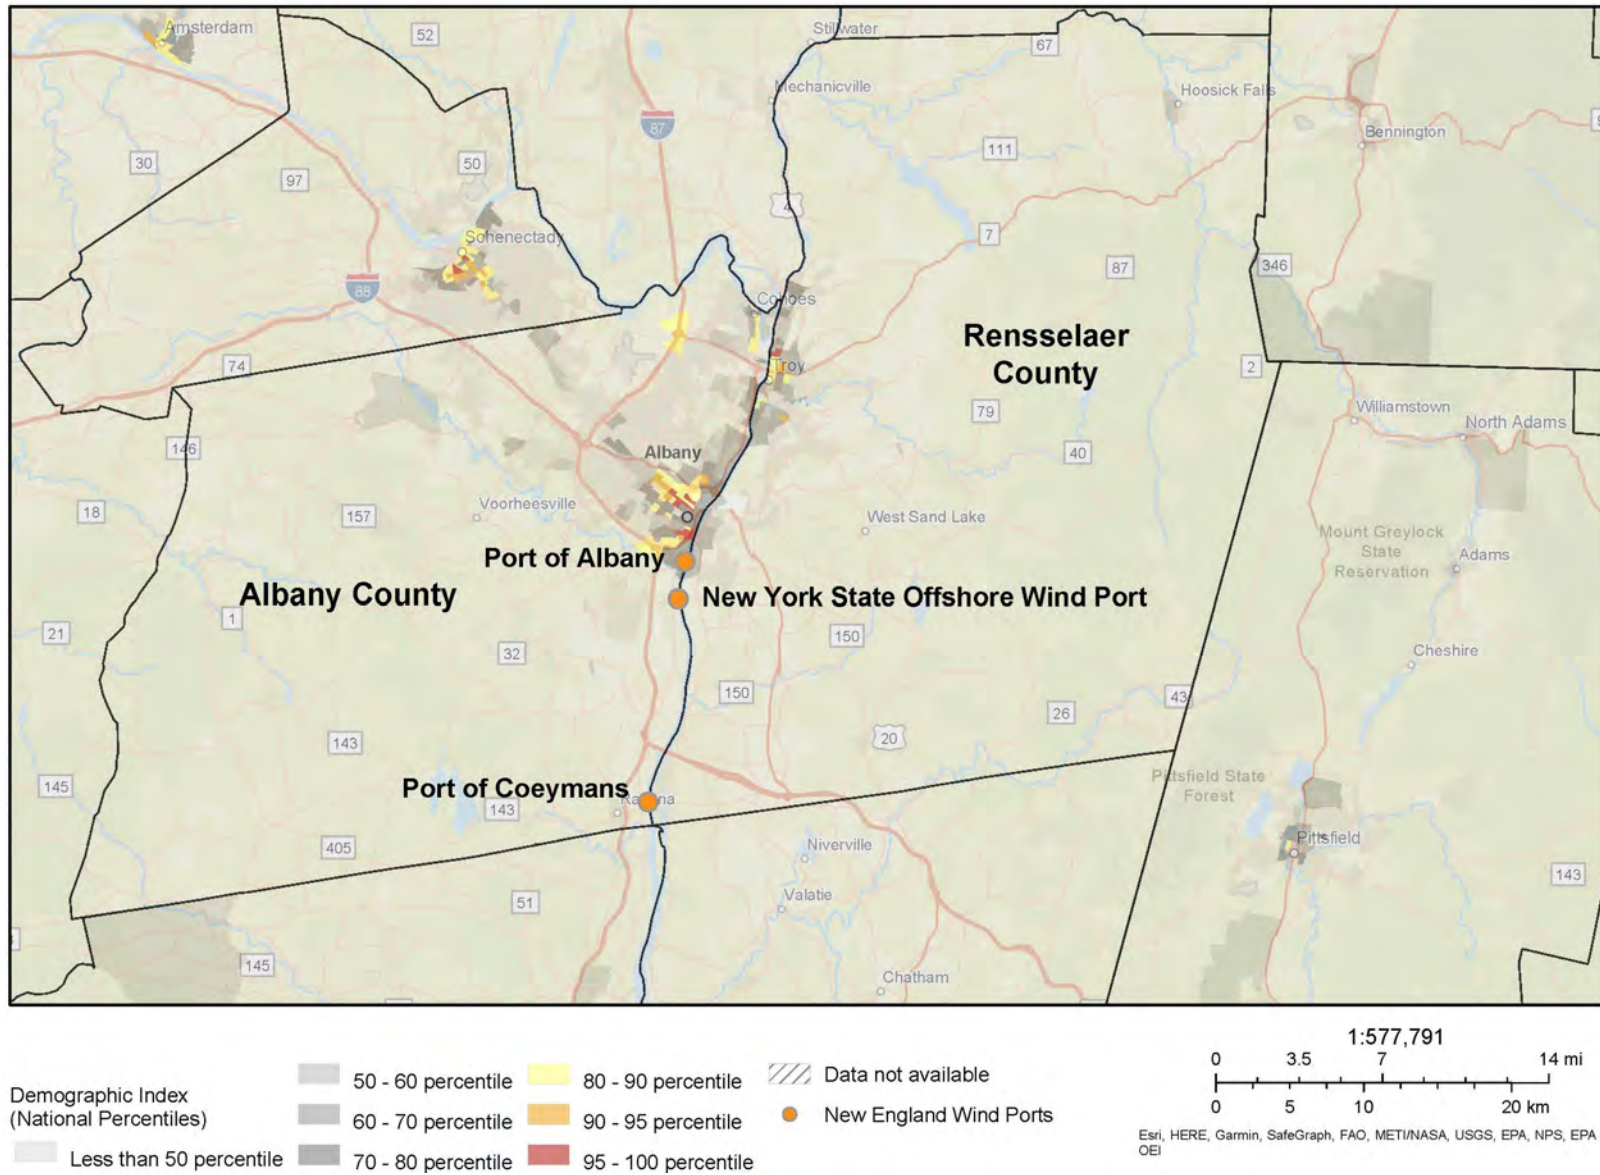 Amsterdam
52
Stillwater
67
Mechanicville
Hoosick Falls
87
Bennington
30
50
111
97
4
Schenectady
7
87
346
88
Cohoes
Rensselaer
County
Troy
74
2
79
Williamstown
North Adams
146
40
Albany
18
Voorheesville
157
West Sand Lake
Mount Greylock
State
Reservation
Adams
Port of Albany
Albany County
New York State Offshore Wind Port
1
21
150
32
Cheshire
150
43
26
143
20
145
Port of Coeymans
143
Pittsfield State
Forest
405
Niverville
Pittsfield
143
51
Valatie
145
Chatham
Demographic Index
(National Percentiles)
Less than 50 percentile
50 - 60 percentile
60 - 70 percentile
70 - 80 percentile
80 - 90 percentile
90 - 95 percentile
95 - 100 percentile
Data not available
New England Wind Ports
1:577,791
0 3.5 7 14 mi
0 5 10 20 km
Esri, HERE, Garmin, SafeGraph, FAO, METI/NASA, USGS, EPA, NPS, EPA
OEI